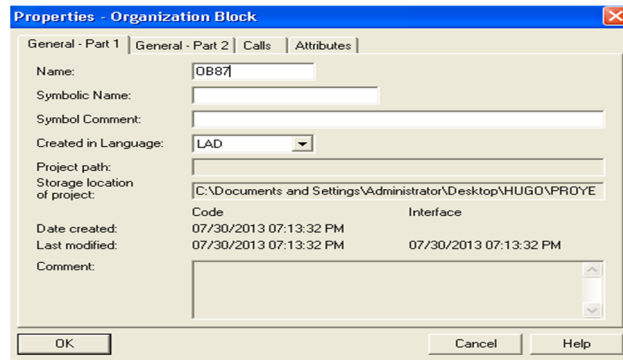 Properties - Organization Block
General - Part 1 General - Part 2 Calls Attributes
Name: OB87
Symbolic Name:
Symbol Comment:
Created in Language: LAD
Project path:
Storage location
of project: C:\Documents and Settings\Administrator\Desktop\HUGO\PROYE
Code Interface
Date created: 07/30/2013 07:13:32 PM
Last modified: 07/30/2013 07:13:32 PM 07/30/2013 07:13:32 PM
Comment:
OK Cancel Help